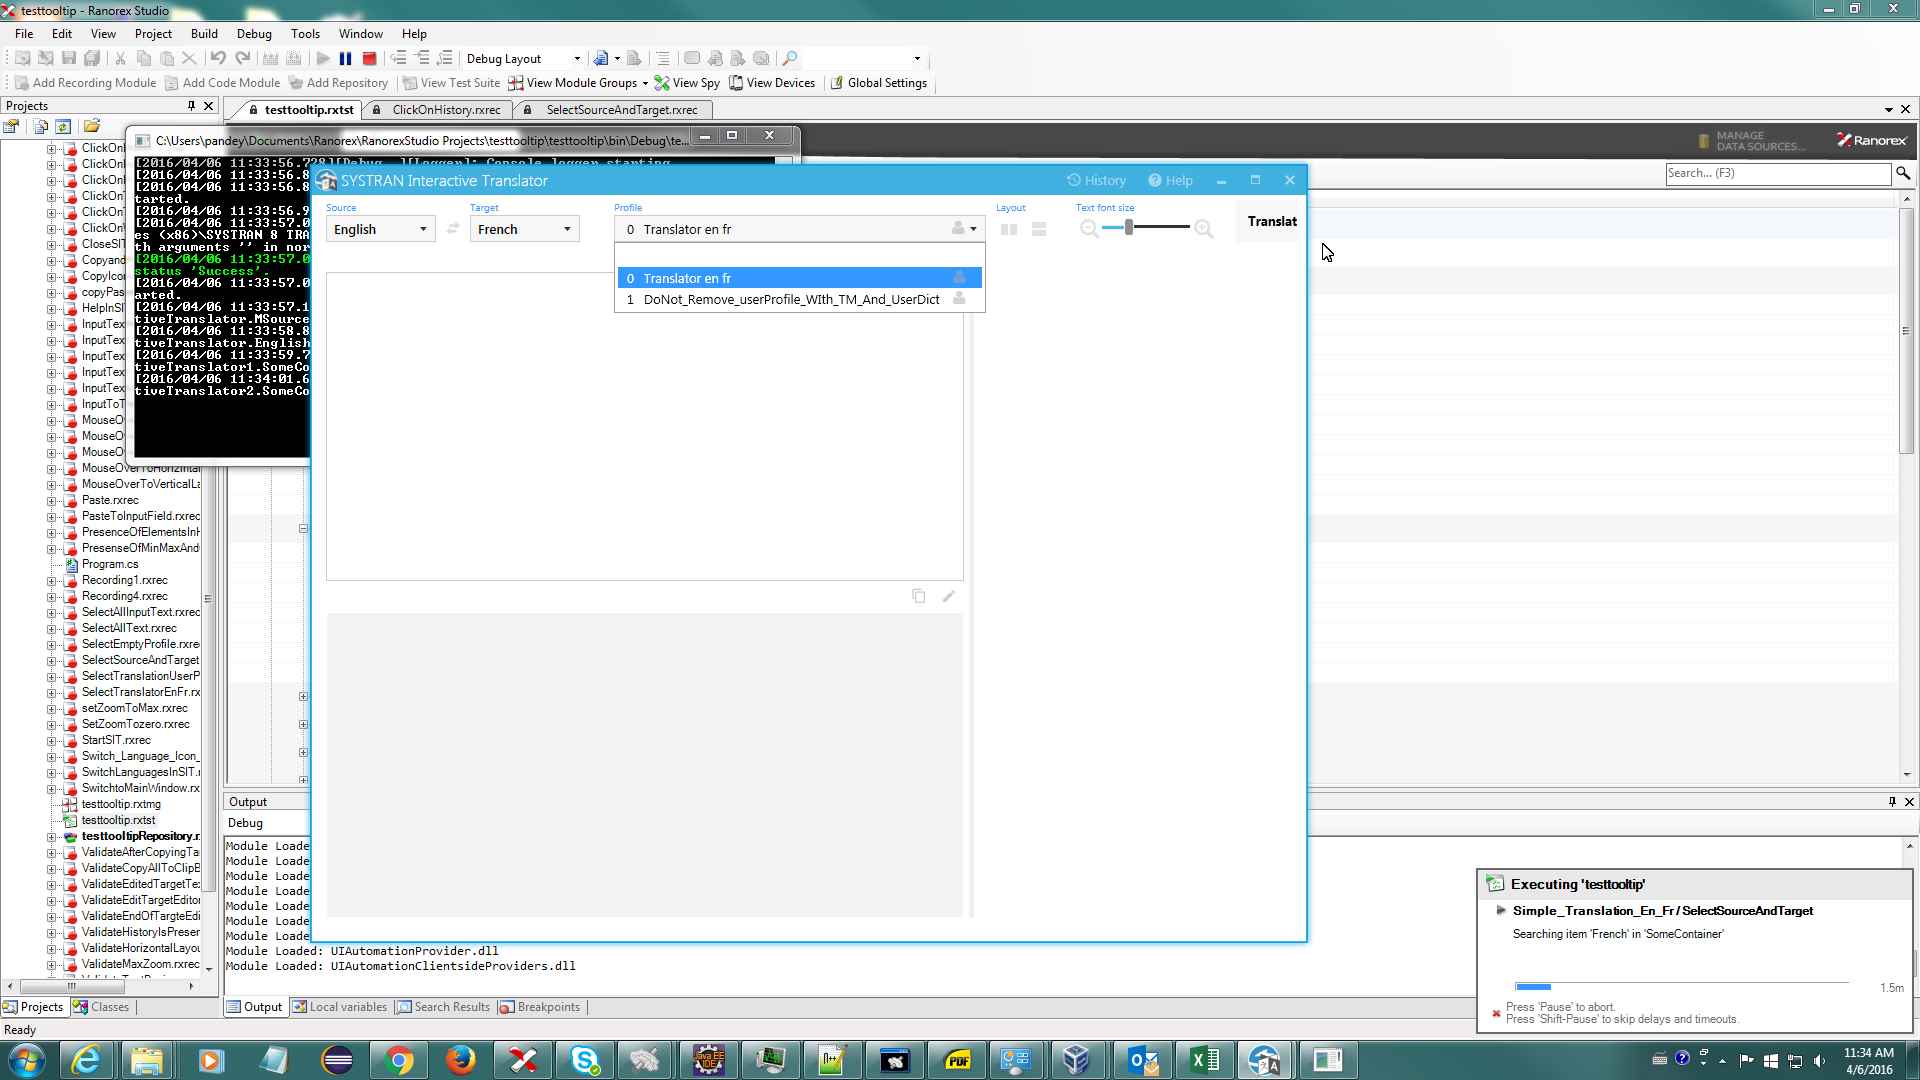 testtooltip - Ranorex Studio
File Edit View Project Build Debug Tools Window Help
Debug Layout
Add Recording Module Add Code Module Add Repository View Test Suite View Module Groups View Spy View Devices Global Settings
Projects
testtooltip.rxtst ClickOnHistory.rxrec SelectSourceAndTarget.rxrec
MANAGE
DATA SOURCES...
Ranorex
Search... (F3)
C:\Users\pandey\Documents\Ranorex\RanorexStudio Projects\testtooltip\testtooltip\bin\Debug\te...
[2016/04/06 11:33:56.728][Debug ][Logger]: Console logger starting
[2016/04/06 11:33:56.8
[2016/04/06 11:33:56.8
tarted.
[2016/04/06 11:33:56.9
[2016/04/06 11:33:57.0
es (x86)\SYSTRAN 8 TRA
th arguments '' in nor
[2016/04/06 11:33:57.0
status 'Success'.
[2016/04/06 11:33:57.0
arted.
[2016/04/06 11:33:57.1
tiveTranslator.MSource
[2016/04/06 11:33:58.8
tiveTranslator.English
[2016/04/06 11:33:59.7
tiveTranslator1.SomeCo
[2016/04/06 11:34:01.6
tiveTranslator2.SomeCo
SYSTRAN Interactive Translator
History Help
Source Target Profile Layout Text font size
English French 0 Translator en fr Translat
0 Translator en fr
1 DoNot_Remove_userProfile_WIth_TM_And_UserDict
ClickOnI
ClickOnI
ClickOnI
ClickOnT
ClickOnT
ClickOn
CloseSIT
Copyand
CopyIco
copyPas
HelpInSI
InputTex
InputTex
InputTex
InputTex
InputTex
InputToT
MouseO
MouseO
MouseO
MouseOverToHorizintal
MouseOverToVerticalLa
Paste.rxrec
PasteToInputField.rxrec
PresenceOfElementsInH
PresenseOfMinMaxAnd
Program.cs
Recording1.rxrec
Recording4.rxrec
SelectAllInputText.rxrec
SelectAllText.rxrec
SelectEmptyProfile.rxre
SelectSourceAndTarget
SelectTranslationUserP
SelectTranslatorEnFr.rx
setZoomToMax.rxrec
SetZoomTozero.rxrec
StartSIT.rxrec
Switch_Language_Icon_
SwitchLanguagesInSIT.r
SwitchtoMainWindow.rx
testtooltip.rxtmg
testtooltip.rxtst
testtooltipRepository.r
ValidateAfterCopyingTa
ValidateCopyAllToClipB
ValidateEditedTargetTe
ValidateEditTargetEditor
ValidateEndOfTargteEdi
ValidateHistoryIsPreser
ValidateHorizontalLayou
ValidateMaxZoom.rxrec
Projects Classes
Output
Debug
Module Loade
Module Loade
Module Loade
Module Loade
Module Loade
Module Loade
Module Loade
Module Loaded: UIAutomationProvider.dll
Module Loaded: UIAutomationClientsideProviders.dll
Output Local variables Search Results Breakpoints
Executing 'testtooltip'
Simple_Translation_En_Fr / SelectSourceAndTarget
Searching item 'French' in 'SomeContainer'
1.5m
Press 'Pause' to abort.
Press 'Shift-Pause' to skip delays and timeouts.
Ready
Java EE
IDE
n++
PDF
11:34 AM
4/6/2016